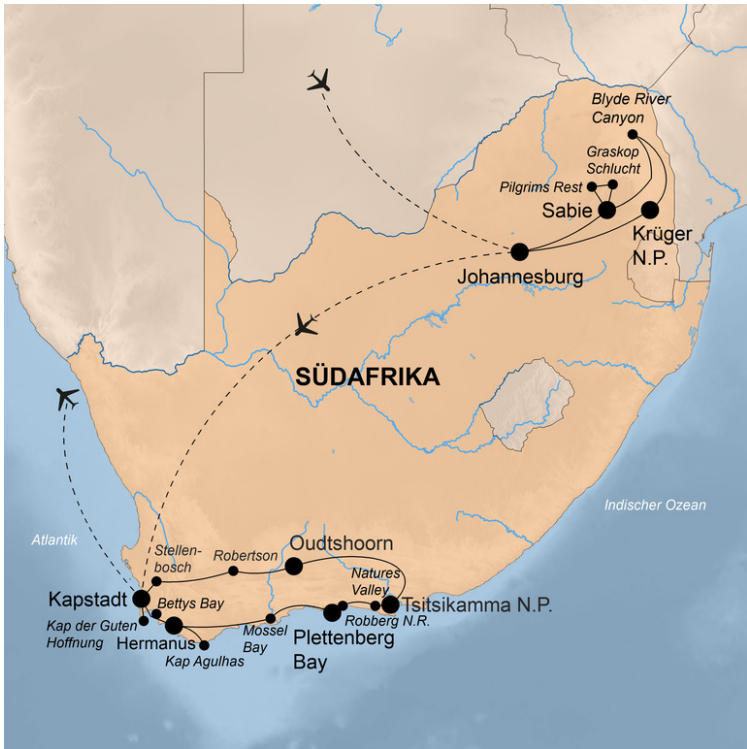 Blyde River
Canyon
Graskop
Schlucht
Pilgrims Rest
Sabie
Krüger
N.P.
Johannesburg
SÜDAFRIKA
Indischer Ozean
Atlantik
Stellen-
bosch
Robertson
Oudtshoorn
Natures
Valley
Kapstadt
Bettys Bay
Tsitsikamma N.P.
Kap der Guten
Hoffnung
Hermanus
Mossel
Bay
Robberg N.R.
Plettenberg
Bay
Kap Agulhas